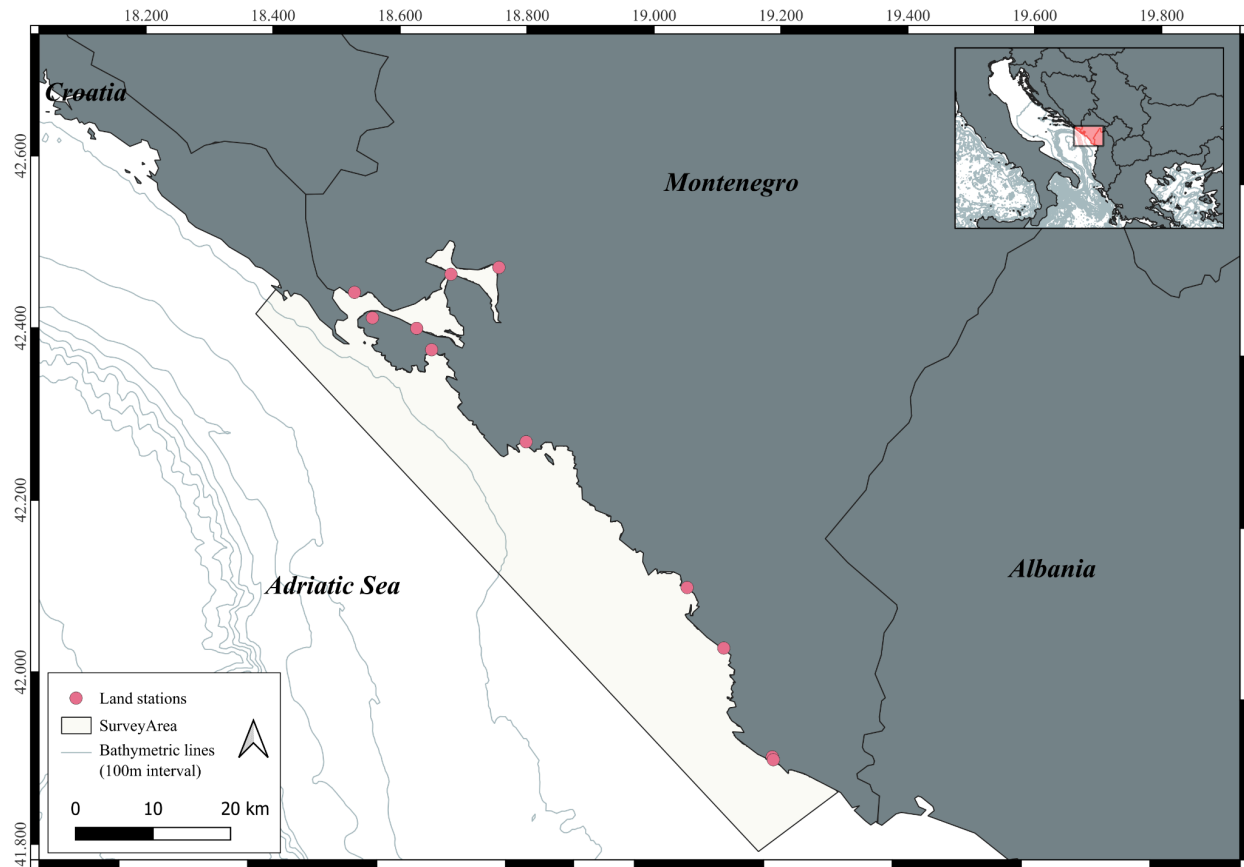 18.200 18.400 18.600 18.800 19.000 19.200 19.400 19.600 19.800
Croatia
42.600
Montenegro
42.400
42.200
Adriatic Sea
Albania
42.000
Land stations
SurveyArea
Bathymetric lines
(100m interval)
0 10 20 km
41.800